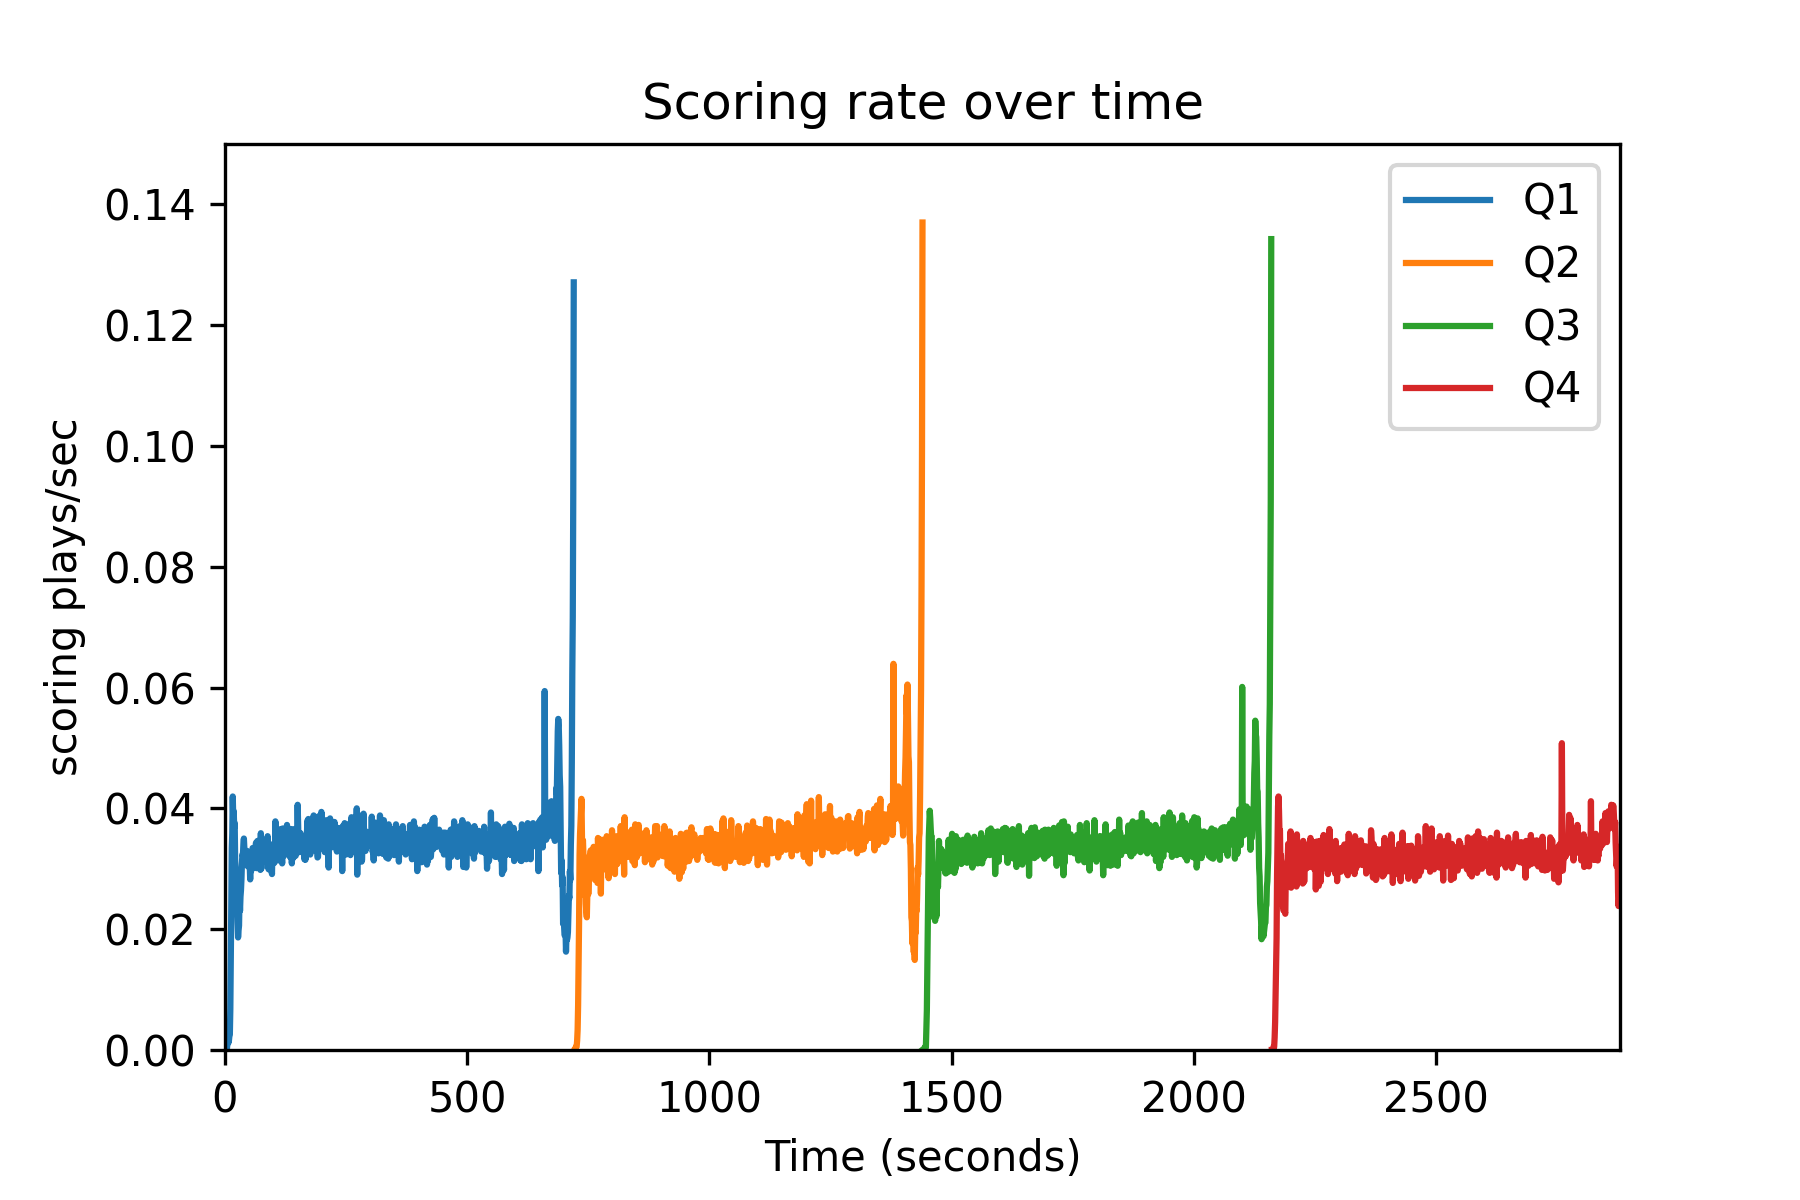 Scoring rate over time
Q1
Q2
Q3
Q4
0.14
0.12
0.10
0.08
0.06
0.04
0.02
0.00
scoring plays/sec
0 500 1000 1500 2000 2500
Time (seconds)